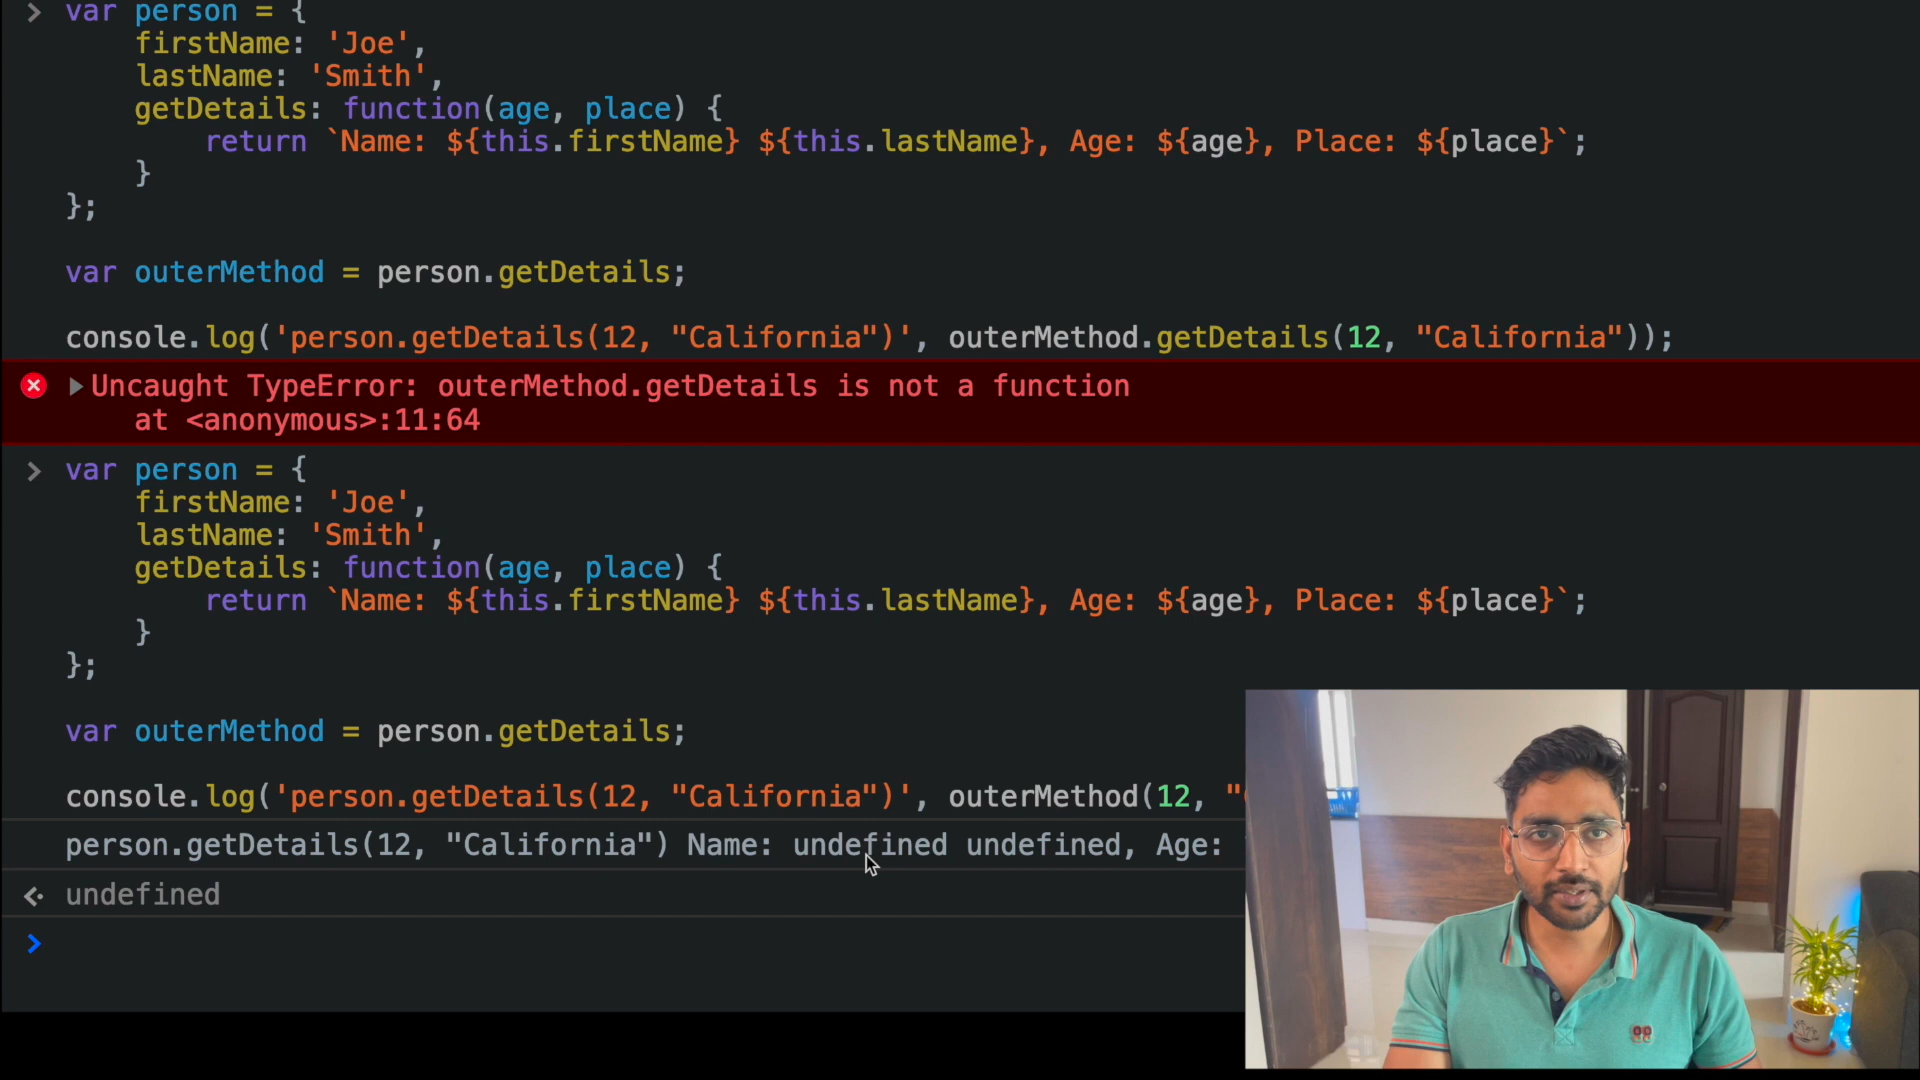 > var person = {
firstName: 'Joe',
lastName: 'Smith',
getDetails: function(age, place) {
return `Name: ${this.firstName} ${this.lastName}, Age: ${age}, Place: ${place}`;
}
};
var outerMethod = person.getDetails;
console.log('person.getDetails(12, "California")', outerMethod.getDetails(12, "California"));
Uncaught TypeError: outerMethod.getDetails is not a function
at <anonymous>:11:64
> var person = {
firstName: 'Joe',
lastName: 'Smith',
getDetails: function(age, place) {
return `Name: ${this.firstName} ${this.lastName}, Age: ${age}, Place: ${place}`;
}
};
var outerMethod = person.getDetails;
console.log('person.getDetails(12, "California")', outerMethod(12, "
person.getDetails(12, "California") Name: undefined undefined, Age:
undefined
>